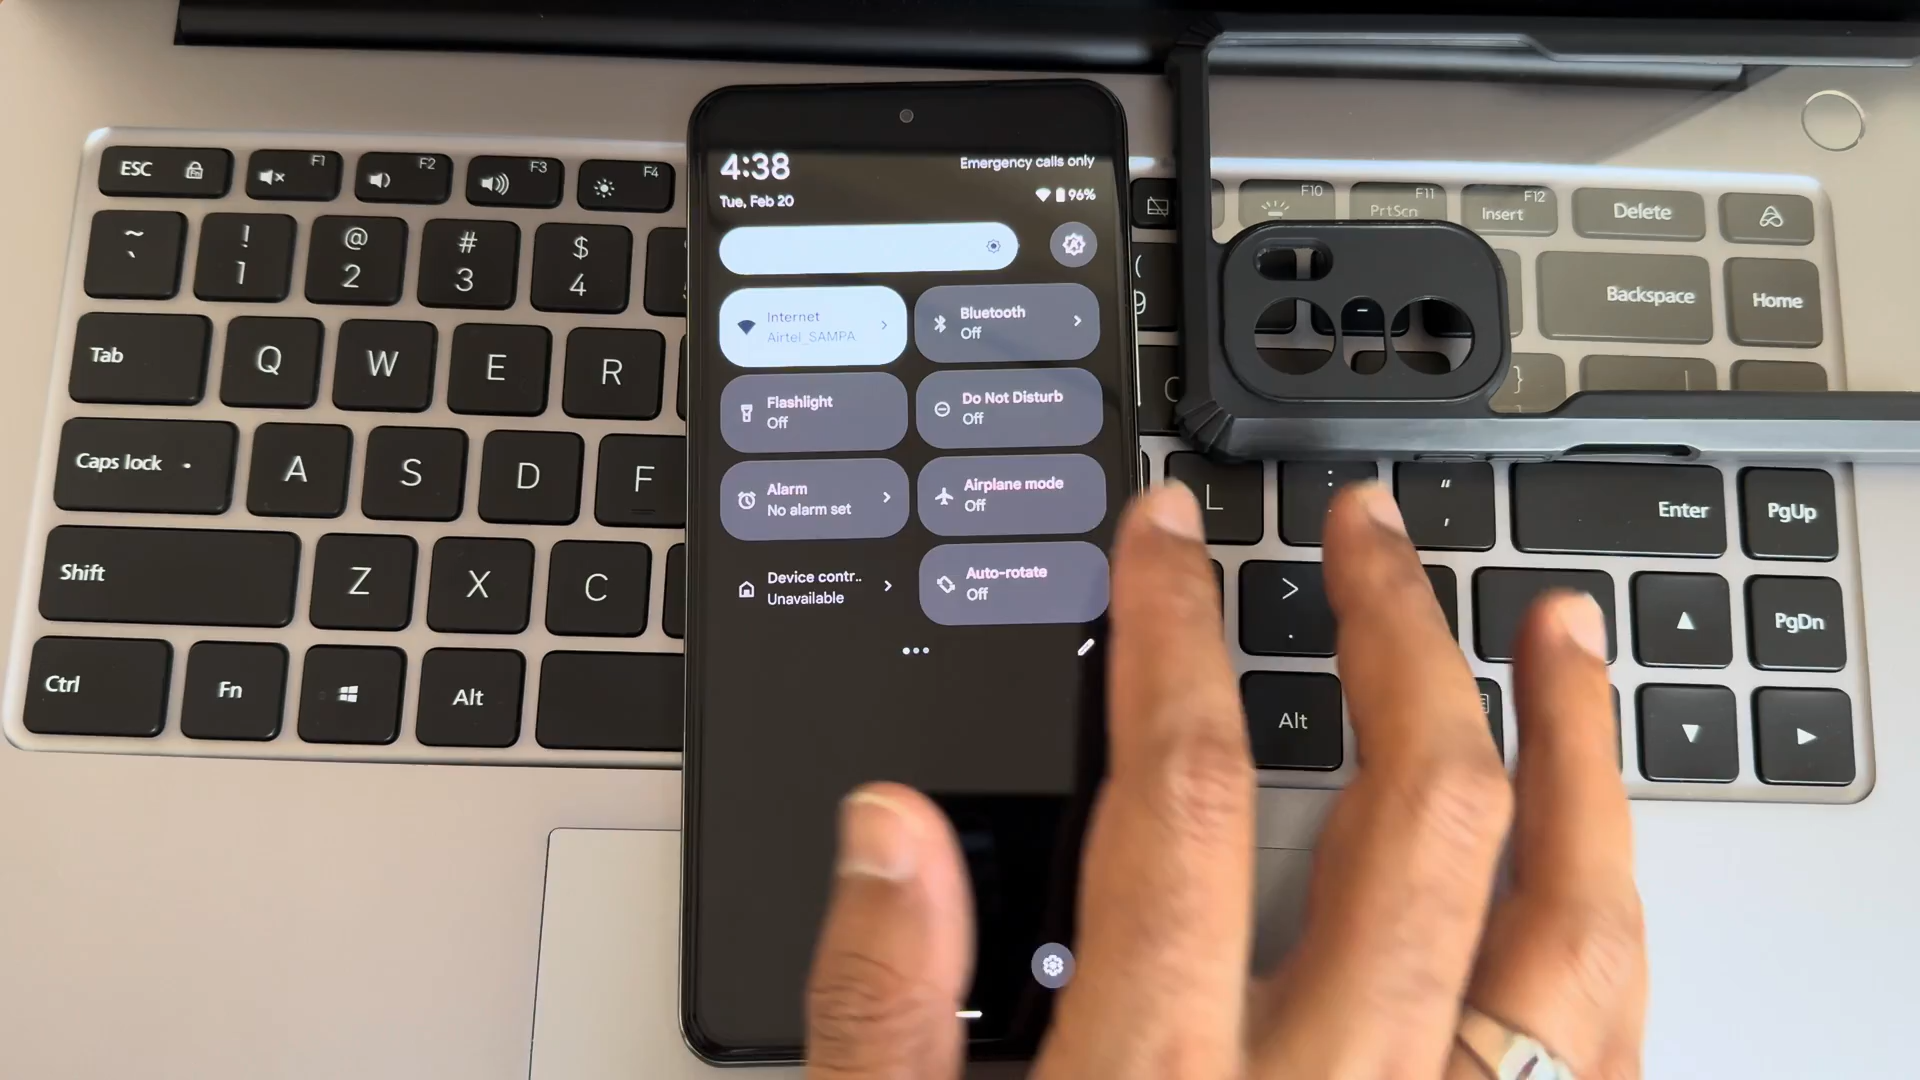 4:38
Emergency calls only
Tue, Feb 20
96%
Internet
Airtel_SAMPA
Bluetooth
Off
Flashlight
Off
Do Not Disturb
Off
Alarm
No alarm set
Airplane mode
Off
Device contr..
Unavailable
Auto-rotate
Off
ESC
F1
F2
F3
F4
F10
PrtScn
F11
Insert
F12
Delete
~
`
!
1
@
2
#
3
$
4
(
9
-
Backspace
Home
Tab
Q
W
E
R
}
|
Caps lock
A
S
D
F
L
:
"
,
Enter
PgUp
Shift
Z
X
C
>
.
PgDn
Ctrl
Fn
Alt
Alt